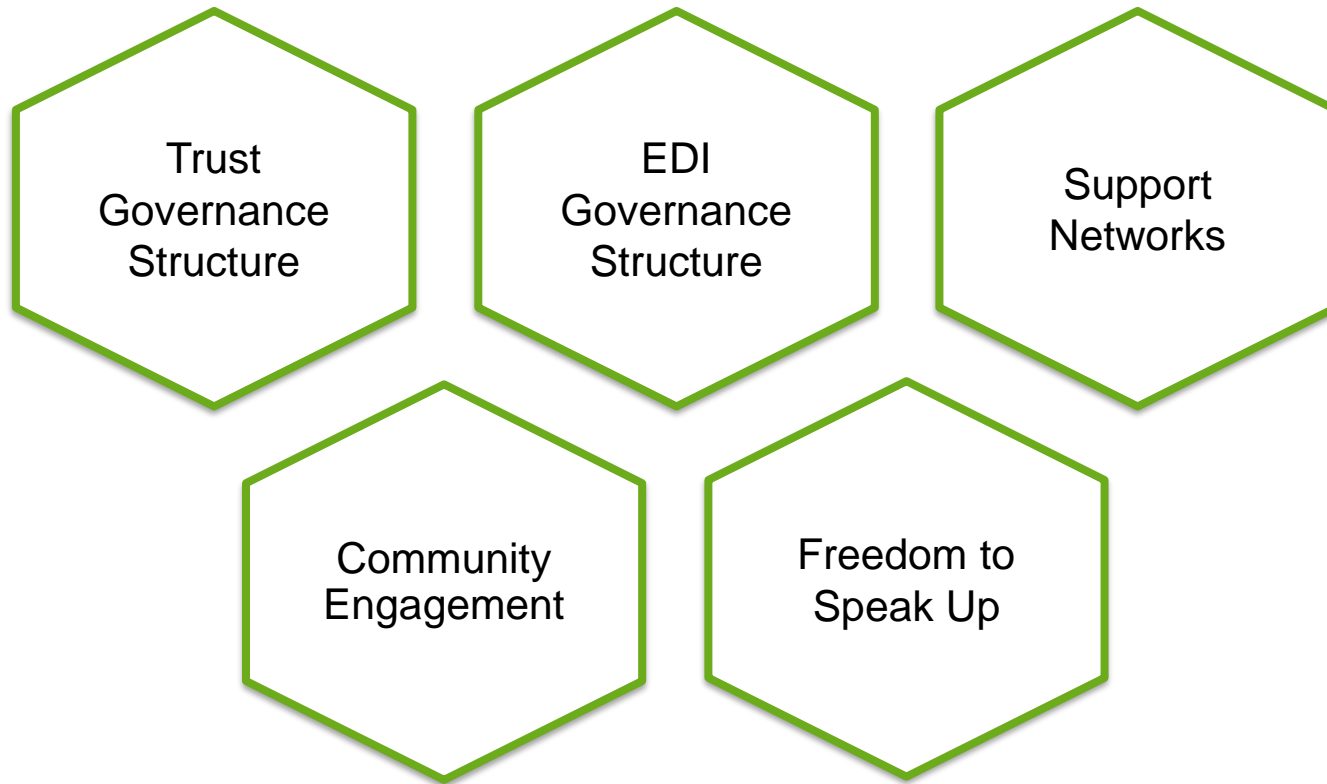 Trust
Governance
Structure
EDI
Governance
Structure
Support
Networks
Community
Engagement
Freedom to
Speak Up